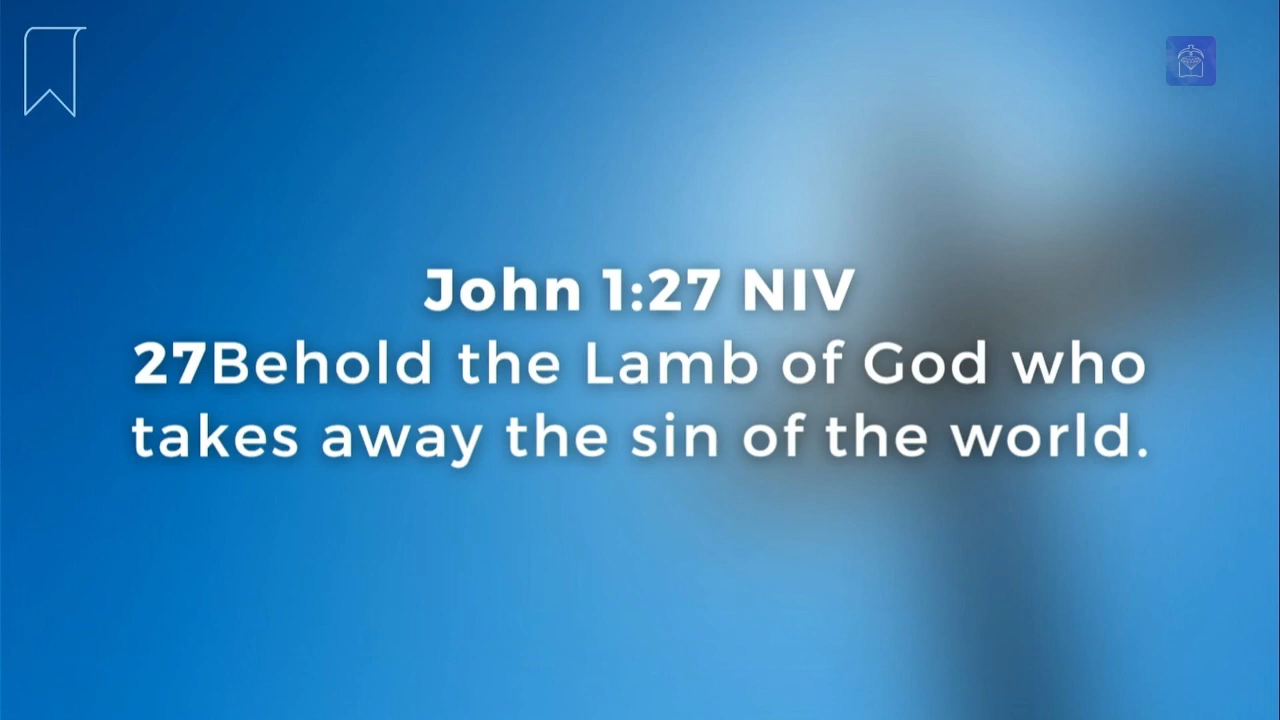 John 1:27 NIV
27Behold the Lamb of God who
takes away the sin of the world.